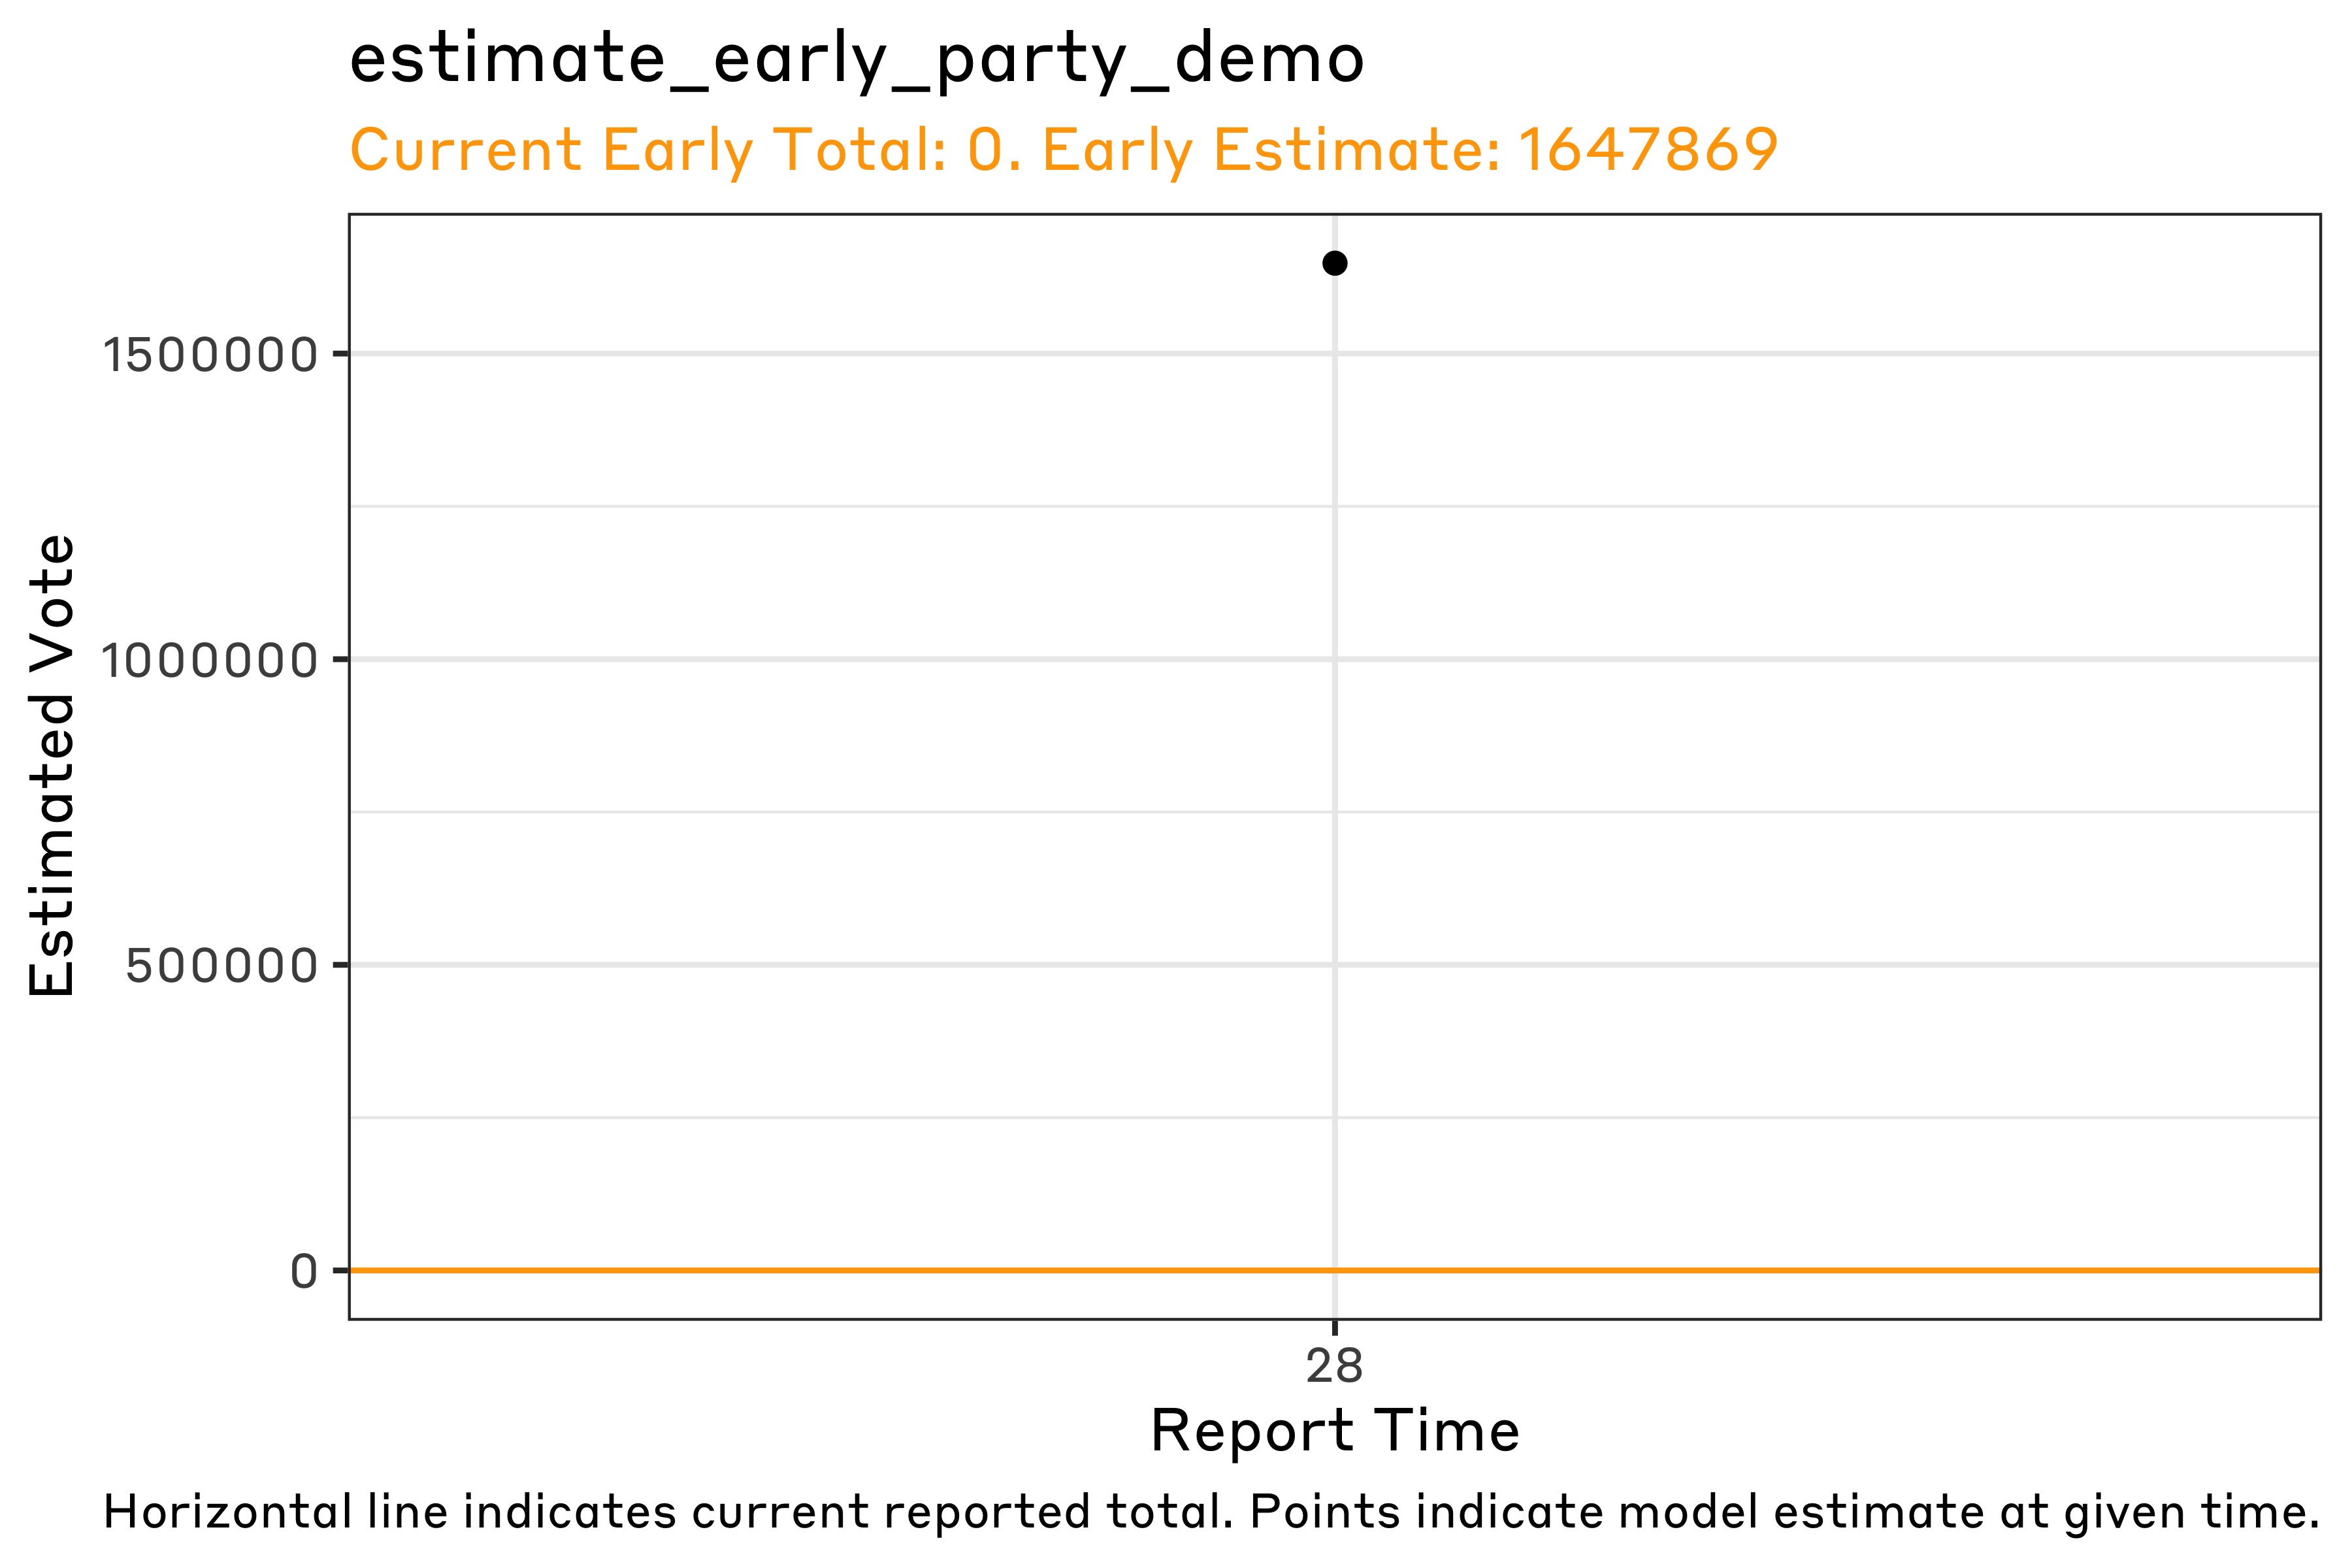 estimate_early_party_demo
Current Early Total: 0. Early Estimate: 1647869
Estimated Vote
1500000
1000000
500000
0
28
Report Time
Horizontal line indicates current reported total. Points indicate model estimate at given time.